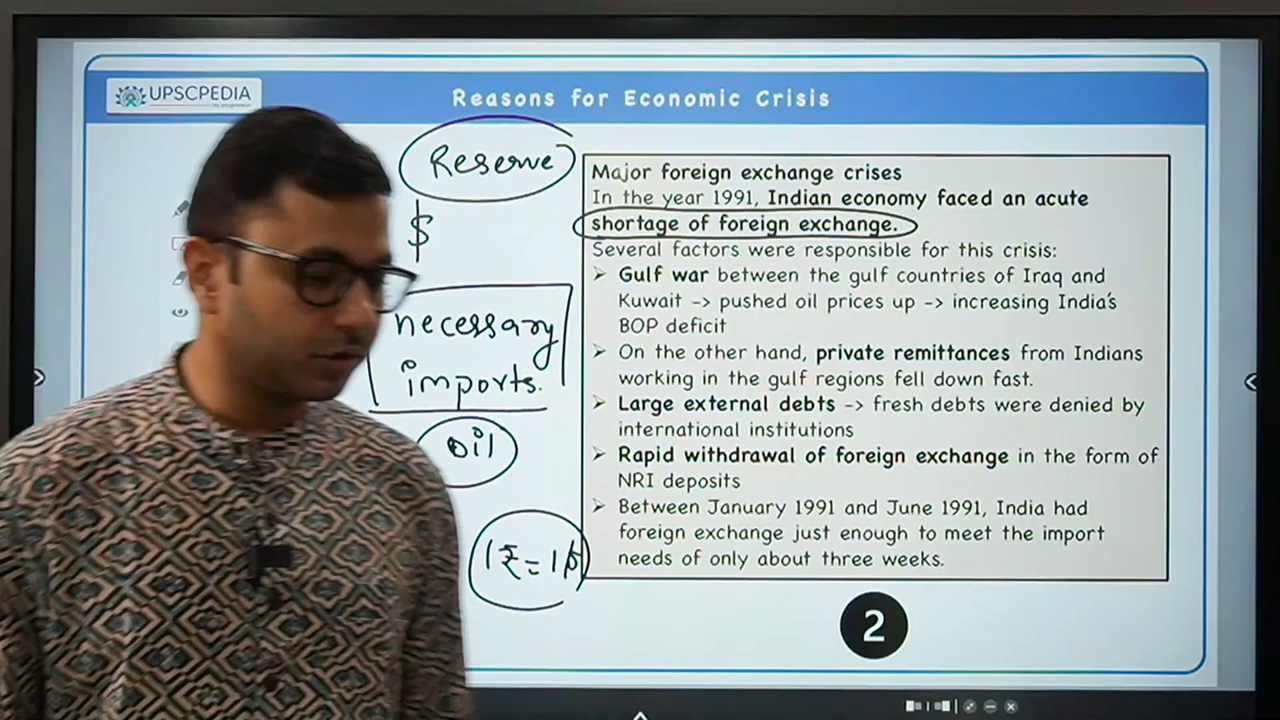 UPSCPEDIA
Reasons for Economic Crisis
Reserve
$
necessary
imports.
Oil
1₹ = 1$
Major foreign exchange crises
In the year 1991, Indian economy faced an acute
shortage of foreign exchange.
Several factors were responsible for this crisis:
➢ Gulf war between the gulf countries of Iraq and
Kuwait -> pushed oil prices up -> increasing India's
BOP deficit
➢ On the other hand, private remittances from Indians
working in the gulf regions fell down fast.
➢ Large external debts -> fresh debts were denied by
international institutions
➢ Rapid withdrawal of foreign exchange in the form of
NRI deposits
➢ Between January 1991 and June 1991, India had
foreign exchange just enough to meet the import
needs of only about three weeks.
2